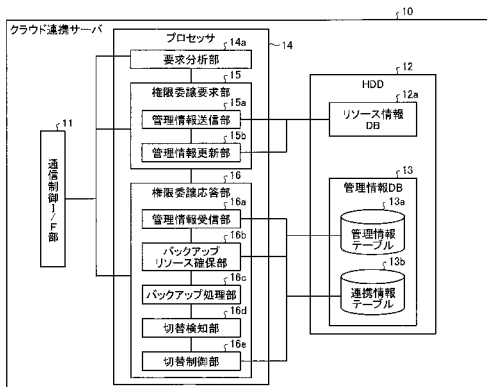 10
クラウド連携サーバ
プロセッサ
14
14a
要求分析部
15
権限委譲要求部
15a
管理情報送信部
15b
管理情報更新部
16
権限委譲応答部
16a
管理情報受信部
16b
バックアップ
リソース確保部
16c
バックアップ処理部
16d
切替検知部
16e
切替制御部
11
通信制御I/F部
12
HDD
12a
リソース情報
DB
13
管理情報DB
13a
管理情報
テーブル
13b
連携情報
テーブル